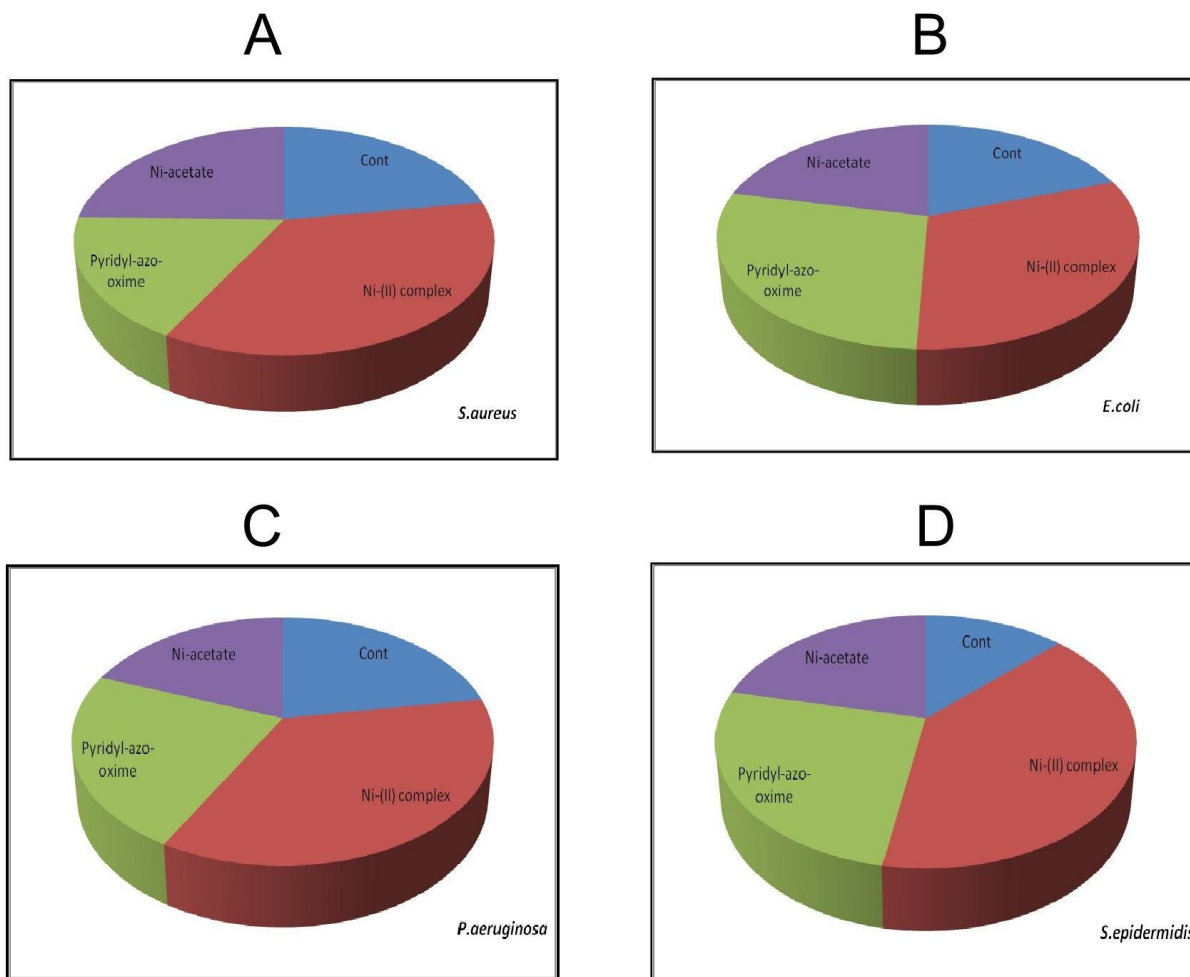 A
Ni-acetate
Cont
Pyridyl-azo-
oxime
Ni-(II) complex
S.aureus
B
Ni-acetate
Cont
Pyridyl-azo-
oxime
Ni-(II) complex
E.coli
C
Ni-acetate
Cont
Pyridyl-azo-
oxime
Ni-(II) complex
P.aeruginosa
D
Ni-acetate
Cont
Pyridyl-azo-
oxime
Ni-(II) complex
S.epidermidis